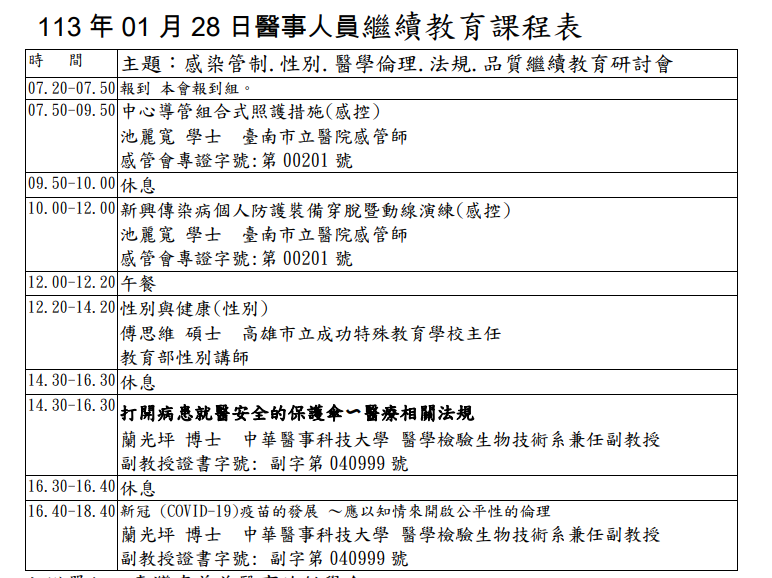 113 年 01 月 28 日醫事人員繼續教育課程表
時 間 主題：感染管制.性別.醫學倫理.法規.品質繼續教育研討會
07.20-07.50 報到 本會報到組。
07.50-09.50 中心導管組合式照護措施(感控)
池麗寬 學士 臺南市立醫院感管師
感管會專證字號:第 00201 號
09.50-10.00 休息
10.00-12.00 新興傳染病個人防護裝備穿脫暨動線演練(感控)
池麗寬 學士 臺南市立醫院感管師
感管會專證字號:第 00201 號
12.00-12.20 午餐
12.20-14.20 性別與健康(性別)
傅思維 碩士 高雄市立成功特殊教育學校主任
教育部性別講師
14.30-16.30 休息
14.30-16.30 打開病患就醫安全的保護傘～醫療相關法規
蘭光坪 博士 中華醫事科技大學 醫學檢驗生物技術系兼任副教授
副教授證書字號: 副字第 040999 號
16.30-16.40 休息
16.40-18.40 新冠 (COVID-19)疫苗的發展 ～應以知情來開啟公平性的倫理
蘭光坪 博士 中華醫事科技大學 醫學檢驗生物技術系兼任副教授
副教授證書字號: 副字第 040999 號